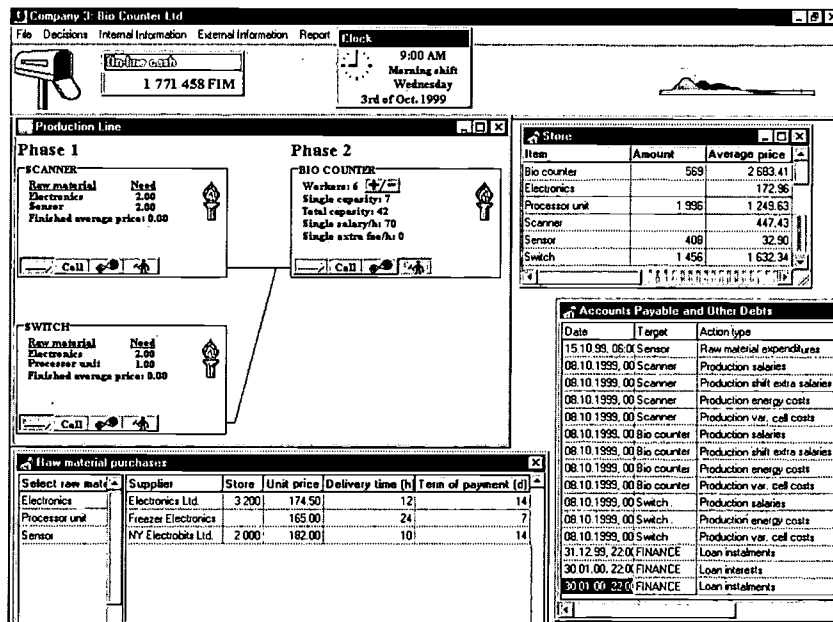 Company 3: Bio Counter Ltd
File Decisions Internal Information External Information Report
On-line cash
1 771 458 FIM
Clock
9:00 AM
Morning shift
Wednesday
3rd of Oct. 1999
Production Line
Phase 1
Phase 2
SCANNER
Raw material Need
Electronics 2.00
Sensor 2.00
Finished average price: 0.00
Call
BIO COUNTER
Workers: 6 +/-
Single capasity: 7
Total capasity: 42
Single salary/h: 70
Single extra fee/h: 0
Call
SWITCH
Raw material Need
Electronics 2.00
Processor unit 1.00
Finished average price: 0.00
Call
Store
Item Amount Average price
Bio counter 569 2 683.41
Electronics 172.96
Processor unit 1 996 1 249.63
Scanner 447.43
Sensor 408 32.90
Switch 1 456 1 632.34
Accounts Payable and Other Debts
Date Target Action type
15.10.99, 06:0 Sensor Raw material expenditures
08.10.1999, 00 Scanner Production salaries
08.10.1999, 00 Scanner Production shift extra salaries
08.10.1999, 00 Scanner Production energy costs
08.10.1999, 00 Scanner Production var. cell costs
08.10.1999, 00 Bio counter Production salaries
08.10.1999, 00 Bio counter Production shift extra salaries
08.10.1999, 00 Bio counter Production energy costs
08.10.1999, 00 Bio counter Production var. cell costs
08.10.1999, 00 Switch Production salaries
08.10.1999, 00 Switch Production energy costs
08.10.1999, 00 Switch Production var. cell costs
31.12.99, 22:0 FINANCE Loan instalments
30.01.00, 22:0 FINANCE Loan interests
30.01.00, 22:0 FINANCE Loan instalments
Raw material purchases
Select raw mate Supplier Store Unit price Delivery time [h] Term of payment [d]
Electronics Electronics Ltd. 3 200 174.50 12 14
Processor unit Freezer Electronics 165.00 24 7
Sensor NY Electrobits Ltd. 2 000 182.00 10 14